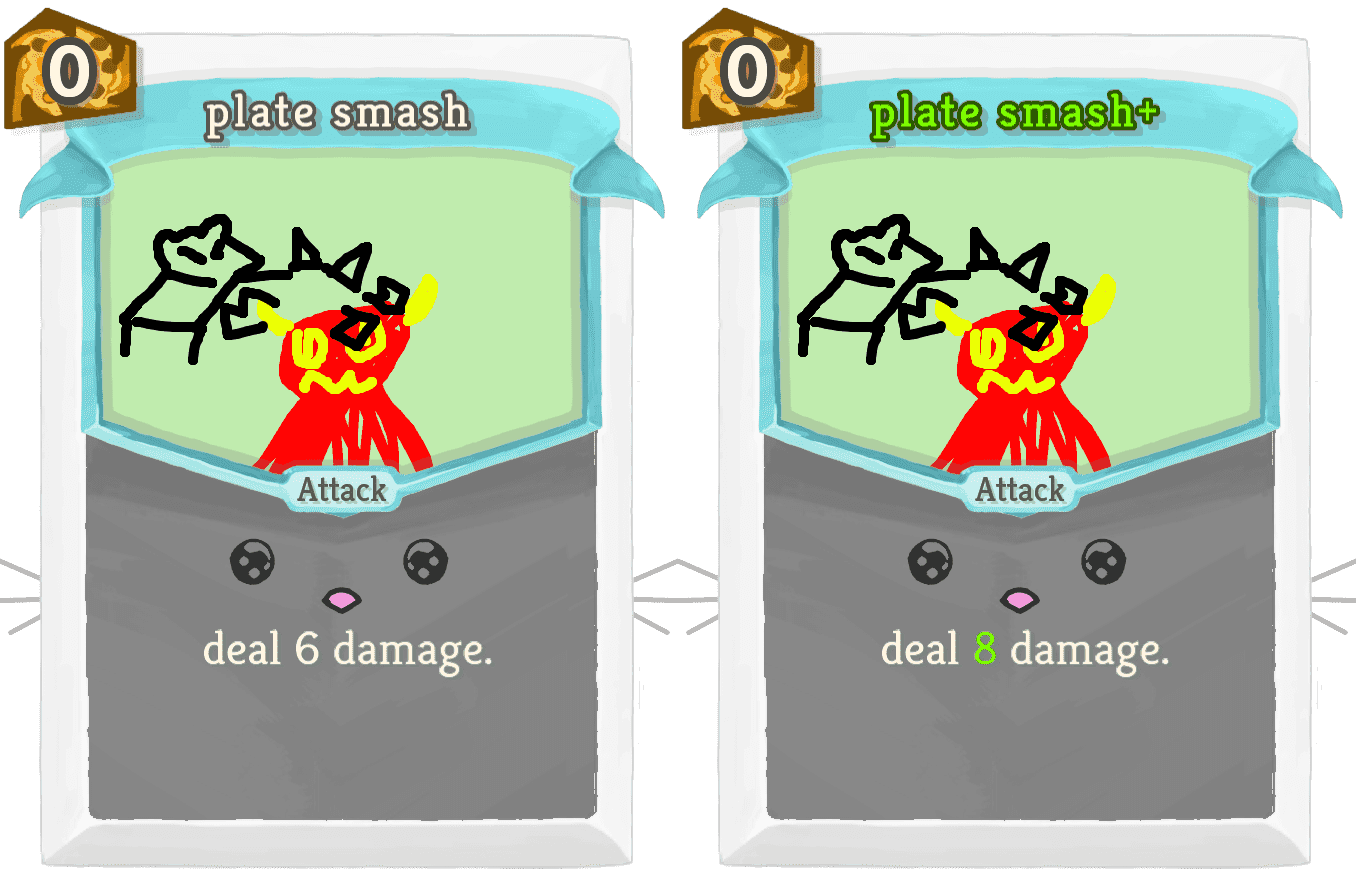 0
plate smash
Attack
deal 6 damage.
0
plate smash+
Attack
deal 8 damage.